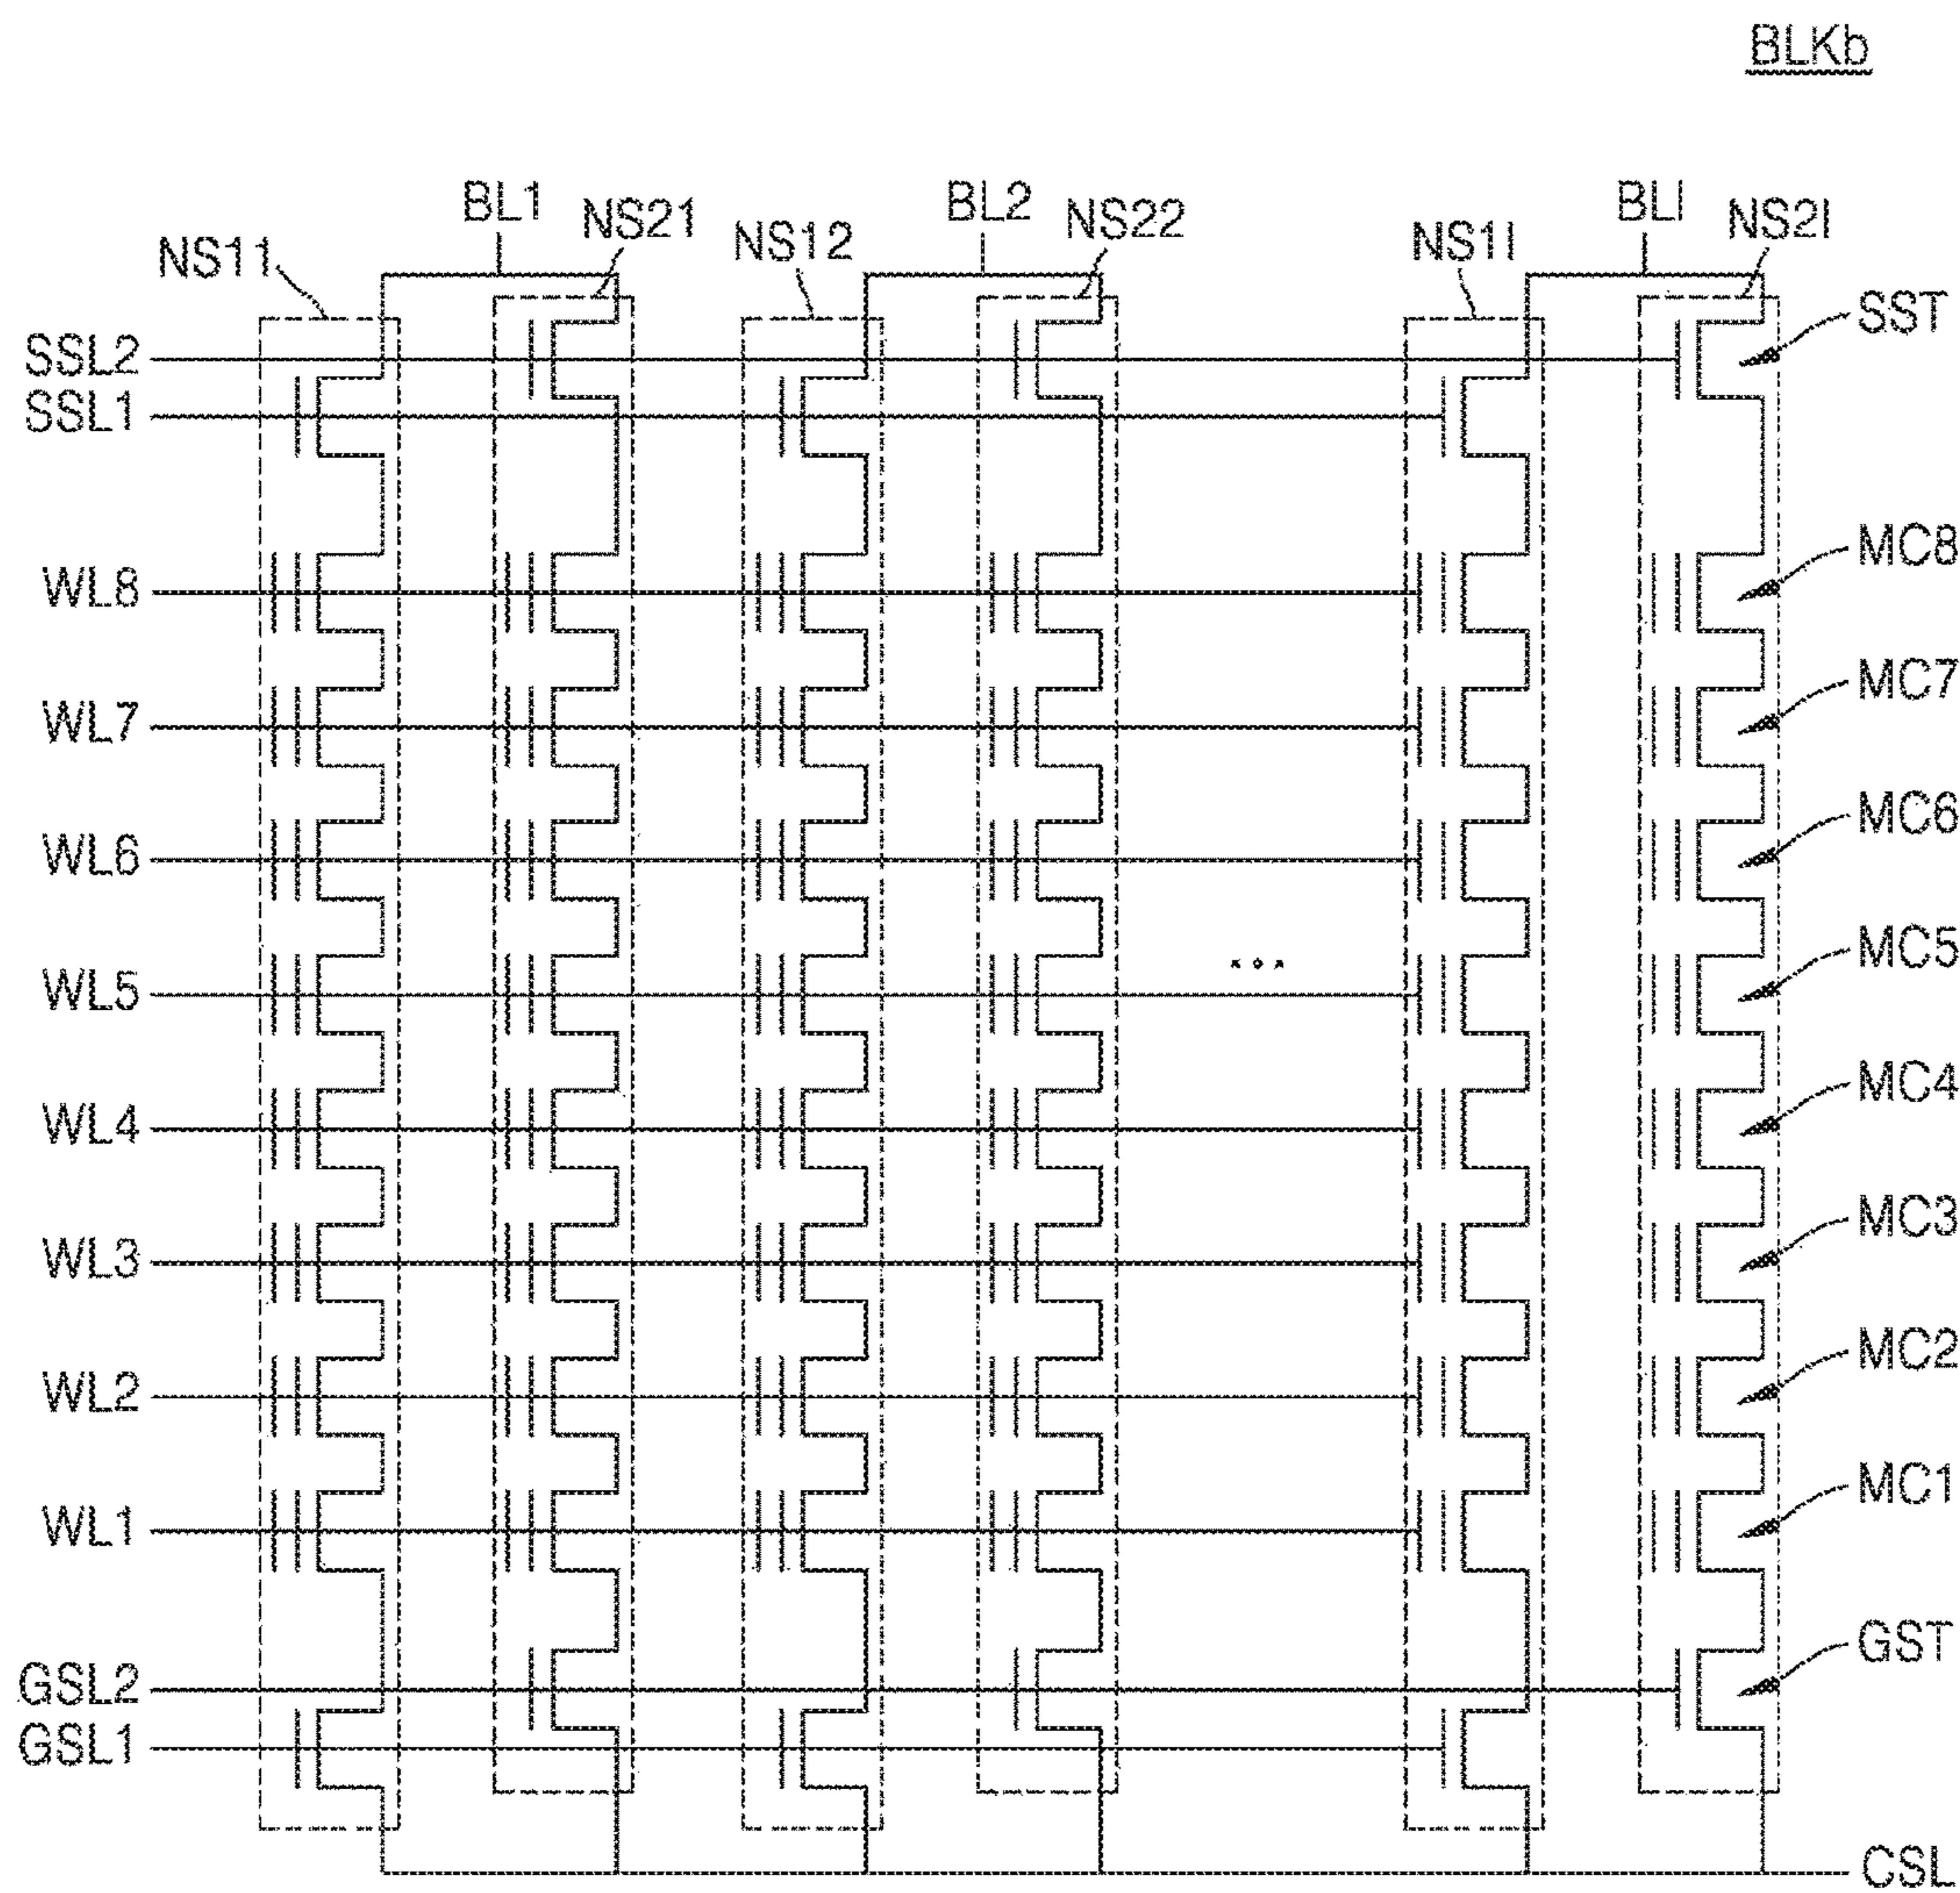 BLKb
BL1
BL2
BLl
NS11
NS21
NS12
NS22
NS1l
NS2l
SSL2
SSL1
WL8
WL7
WL6
WL5
WL4
WL3
WL2
WL1
GSL2
GSL1
SST
MC8
MC7
MC6
MC5
MC4
MC3
MC2
MC1
GST
CSL